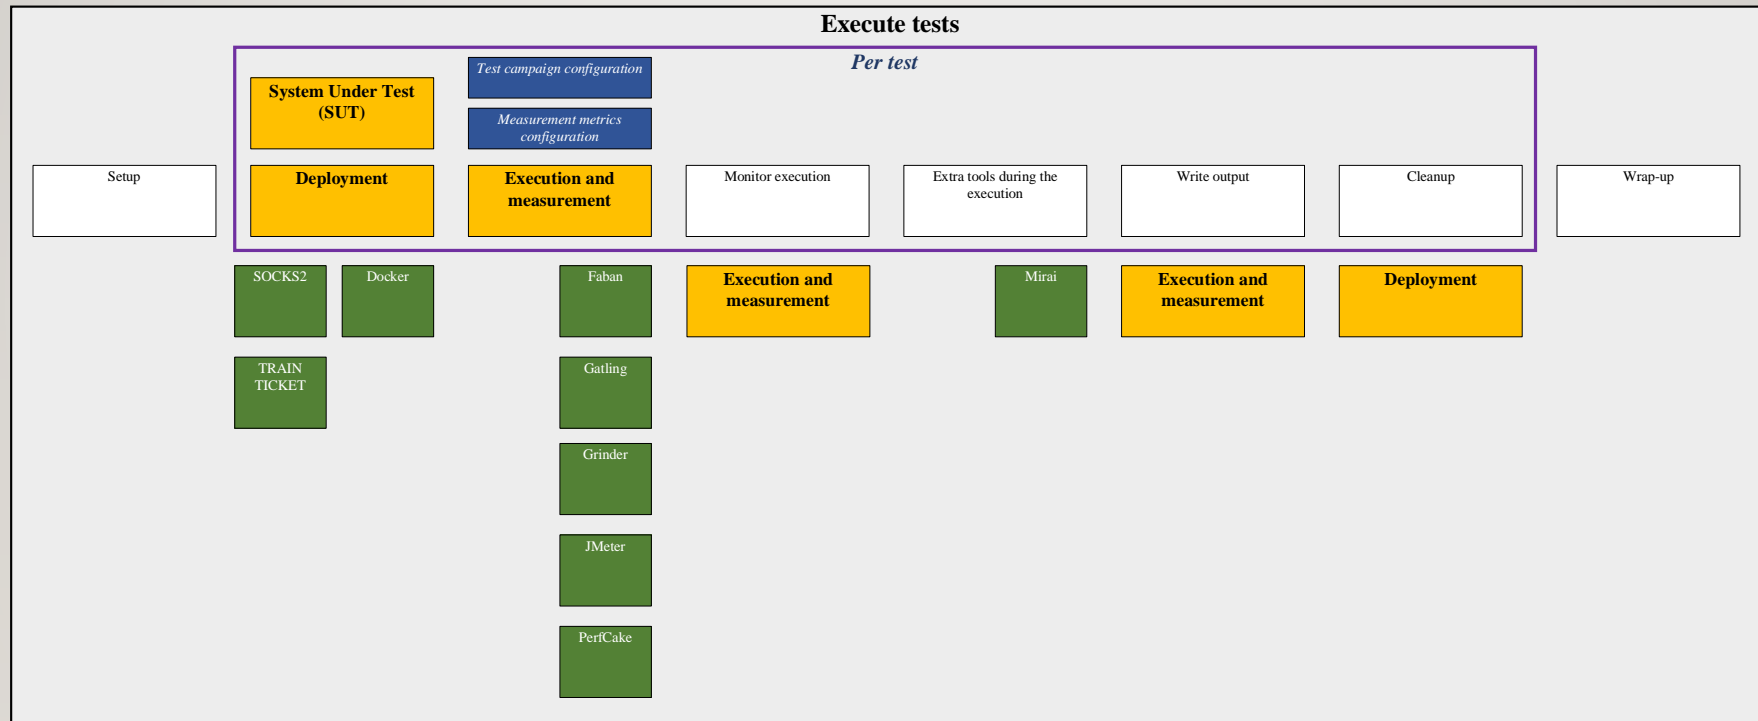 Execute tests
Per test
Test campaign configuration
System Under Test
(SUT)
Measurement metrics
configuration
Setup
Deployment
Execution and
measurement
Monitor execution
Extra tools during the
execution
Write output
Cleanup
Wrap-up
SOCKS2
Docker
Faban
Execution and
measurement
Mirai
Execution and
measurement
Deployment
TRAIN
TICKET
Gatling
Grinder
JMeter
PerfCake